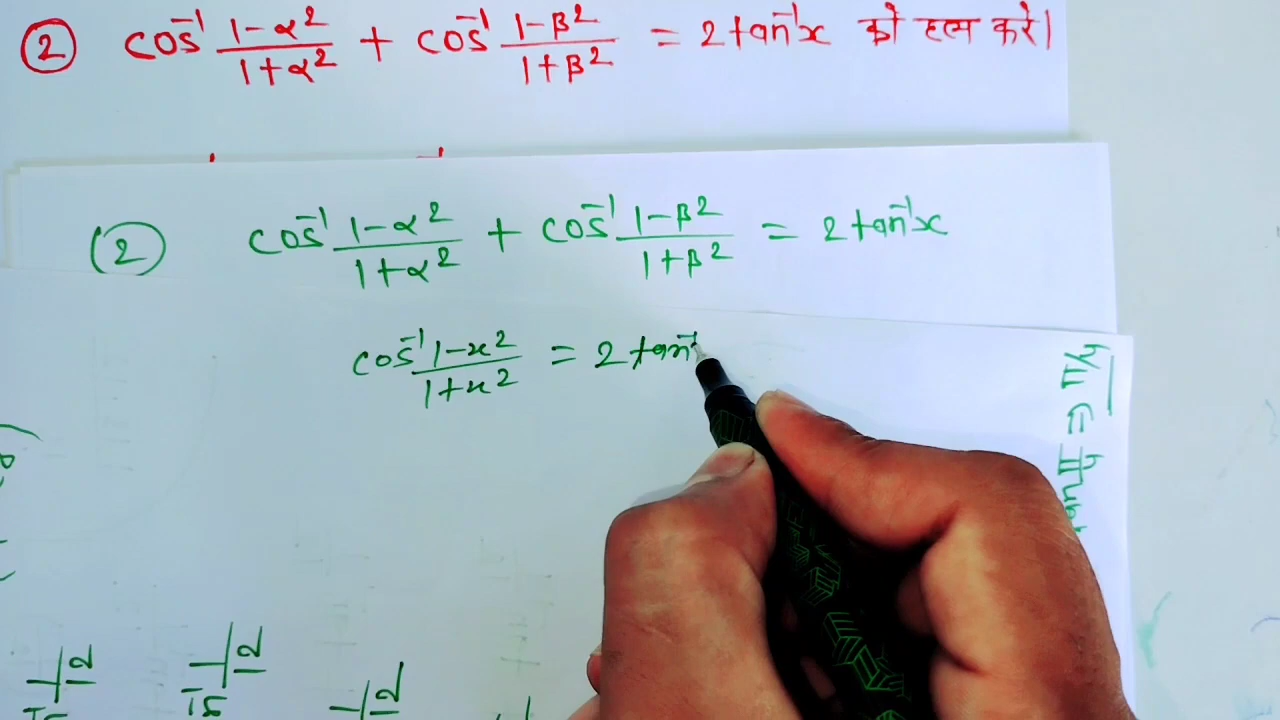 ② cos⁻¹ (1-α²)/(1+α²) + cos⁻¹ (1-β²)/(1+β²) = 2tan⁻¹x को हल करे।
(2) cos⁻¹ (1-α²)/(1+α²) + cos⁻¹ (1-β²)/(1+β²) = 2tan⁻¹x
cos⁻¹ (1-x²)/(1+x²) = 2tan⁻¹